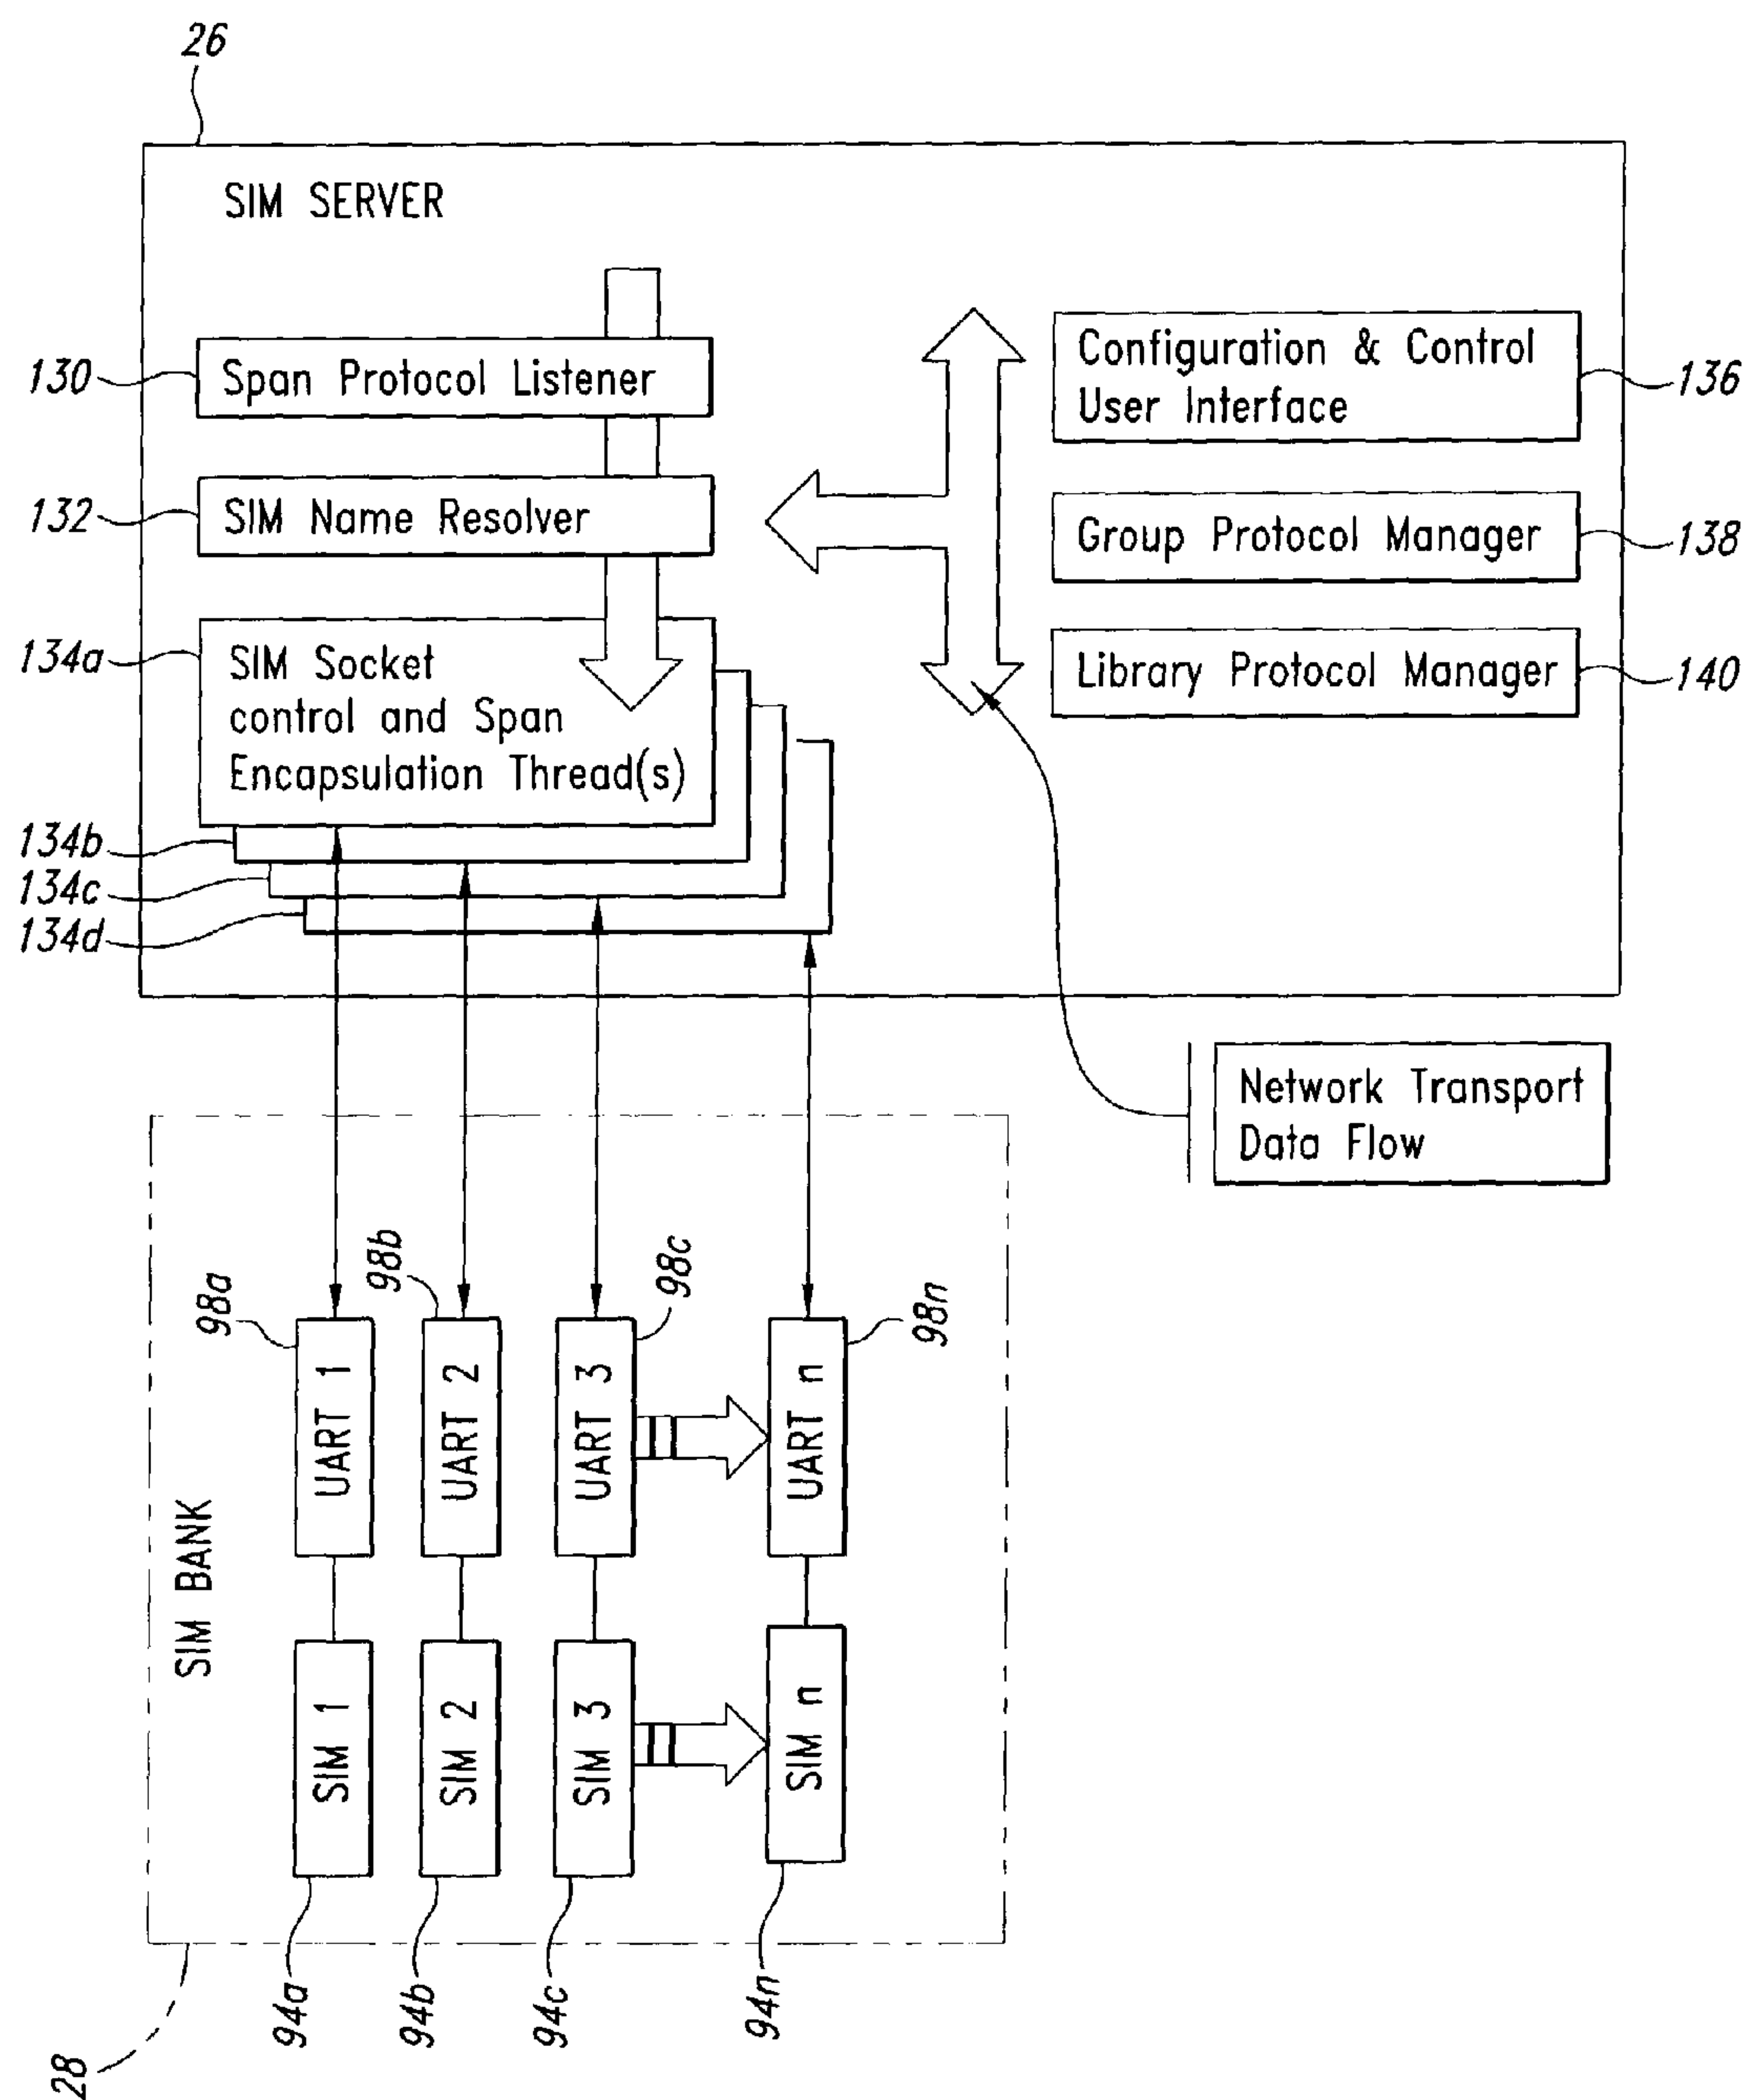 26
SIM SERVER
130
Span Protocol Listener
132
SIM Name Resolver
134a
SIM Socket
control and Span
Encapsulation Thread(s)
134b
134c
134d
Configuration & Control
User Interface
136
Group Protocol Manager
138
Library Protocol Manager
140
Network Transport
Data Flow
SIM BANK
98a
98b
98c
98n
UART 1
UART 2
UART 3
UART n
SIM 1
SIM 2
SIM 3
SIM n
94a
94b
94c
94n
28